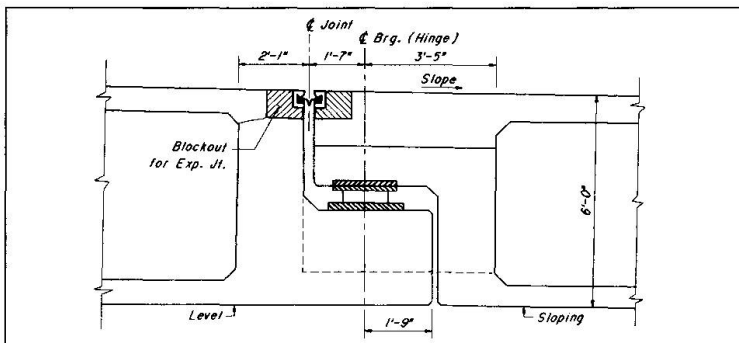 ℄ Joint
℄ Brg. (Hinge)
2'-1"
1'-7"
3'-5"
Slope
Blockout
for Exp. Jt.
6'-0"
Level
Sloping
1'-9"